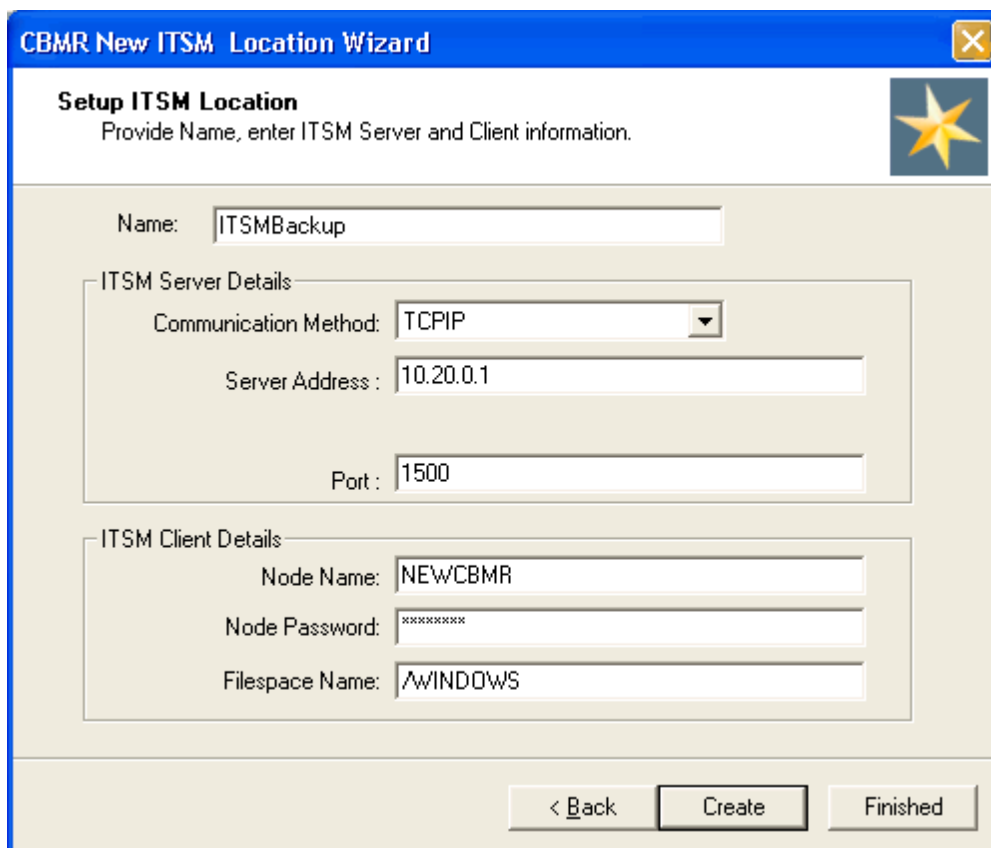 CBMR New ITSM  Location Wizard
Setup ITSM Location
Provide Name, enter ITSM Server and Client information.
Name: ITSMBackup
ITSM Server Details
Communication Method: TCPIP
Server Address : 10.20.0.1
Port : 1500
ITSM Client Details
Node Name: NEWCBMR
Node Password: ********
Filespace Name: /WINDOWS
< Back Create Finished